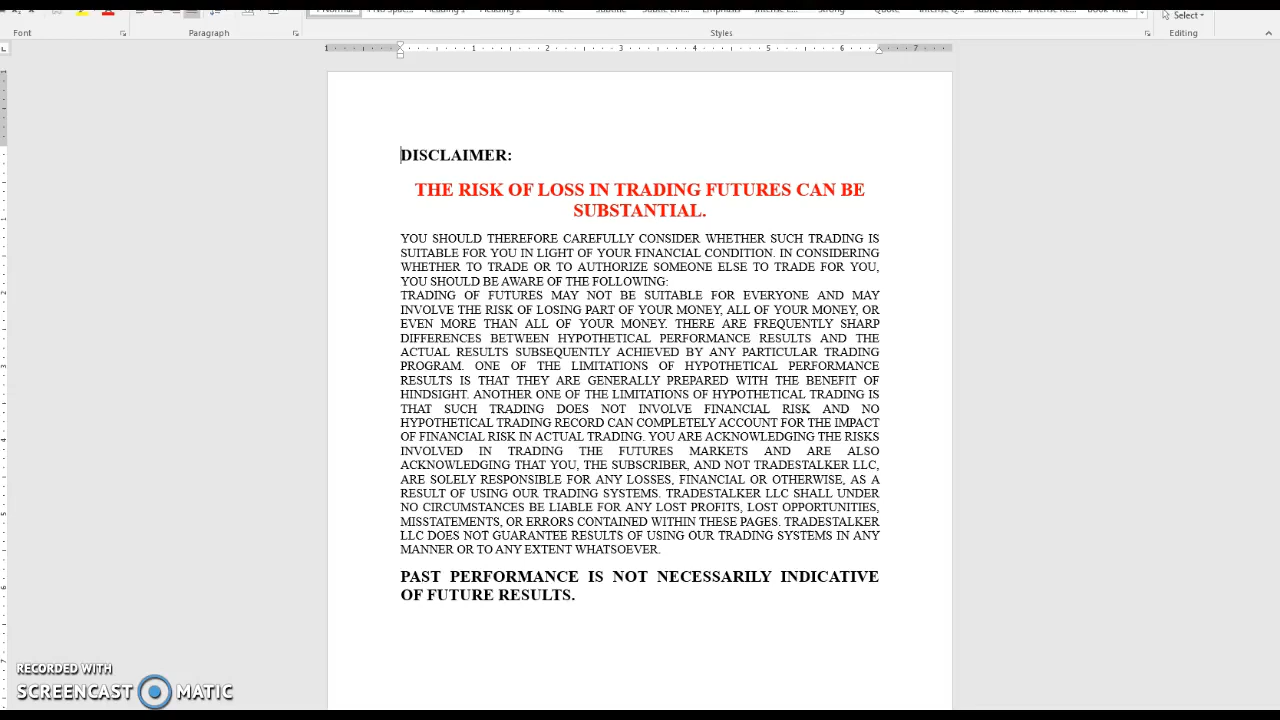 Select
Font
Paragraph
Styles
Editing
1 1 2 3 4 5 6 7
DISCLAIMER:
THE RISK OF LOSS IN TRADING FUTURES CAN BE
SUBSTANTIAL.
YOU SHOULD THEREFORE CAREFULLY CONSIDER WHETHER SUCH TRADING IS
SUITABLE FOR YOU IN LIGHT OF YOUR FINANCIAL CONDITION. IN CONSIDERING
WHETHER TO TRADE OR TO AUTHORIZE SOMEONE ELSE TO TRADE FOR YOU,
YOU SHOULD BE AWARE OF THE FOLLOWING:
TRADING OF FUTURES MAY NOT BE SUITABLE FOR EVERYONE AND MAY
INVOLVE THE RISK OF LOSING PART OF YOUR MONEY, ALL OF YOUR MONEY, OR
EVEN MORE THAN ALL OF YOUR MONEY. THERE ARE FREQUENTLY SHARP
DIFFERENCES BETWEEN HYPOTHETICAL PERFORMANCE RESULTS AND THE
ACTUAL RESULTS SUBSEQUENTLY ACHIEVED BY ANY PARTICULAR TRADING
PROGRAM. ONE OF THE LIMITATIONS OF HYPOTHETICAL PERFORMANCE
RESULTS IS THAT THEY ARE GENERALLY PREPARED WITH THE BENEFIT OF
HINDSIGHT. ANOTHER ONE OF THE LIMITATIONS OF HYPOTHETICAL TRADING IS
THAT SUCH TRADING DOES NOT INVOLVE FINANCIAL RISK AND NO
HYPOTHETICAL TRADING RECORD CAN COMPLETELY ACCOUNT FOR THE IMPACT
OF FINANCIAL RISK IN ACTUAL TRADING. YOU ARE ACKNOWLEDGING THE RISKS
INVOLVED IN TRADING THE FUTURES MARKETS AND ARE ALSO
ACKNOWLEDGING THAT YOU, THE SUBSCRIBER, AND NOT TRADESTALKER LLC,
ARE SOLELY RESPONSIBLE FOR ANY LOSSES, FINANCIAL OR OTHERWISE, AS A
RESULT OF USING OUR TRADING SYSTEMS. TRADESTALKER LLC SHALL UNDER
NO CIRCUMSTANCES BE LIABLE FOR ANY LOST PROFITS, LOST OPPORTUNITIES,
MISSTATEMENTS, OR ERRORS CONTAINED WITHIN THESE PAGES. TRADESTALKER
LLC DOES NOT GUARANTEE RESULTS OF USING OUR TRADING SYSTEMS IN ANY
MANNER OR TO ANY EXTENT WHATSOEVER.
PAST PERFORMANCE IS NOT NECESSARILY INDICATIVE
OF FUTURE RESULTS.
RECORDED WITH
SCREENCAST MATIC